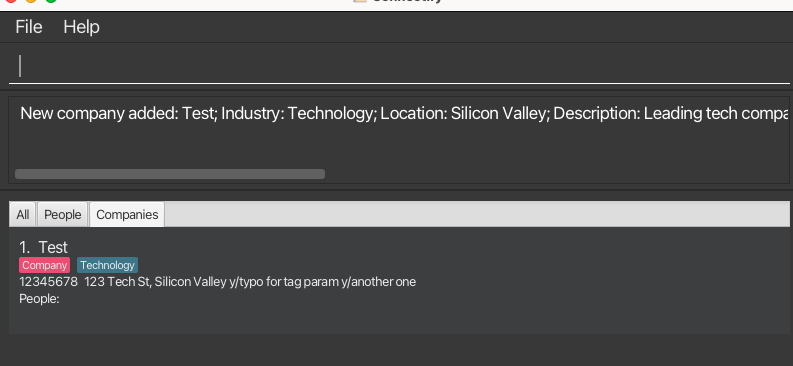 File Help
New company added: Test; Industry: Technology; Location: Silicon Valley; Description: Leading tech compa
All People Companies
1. Test
Company Technology
12345678 123 Tech St, Silicon Valley y/typo for tag param y/another one
People: